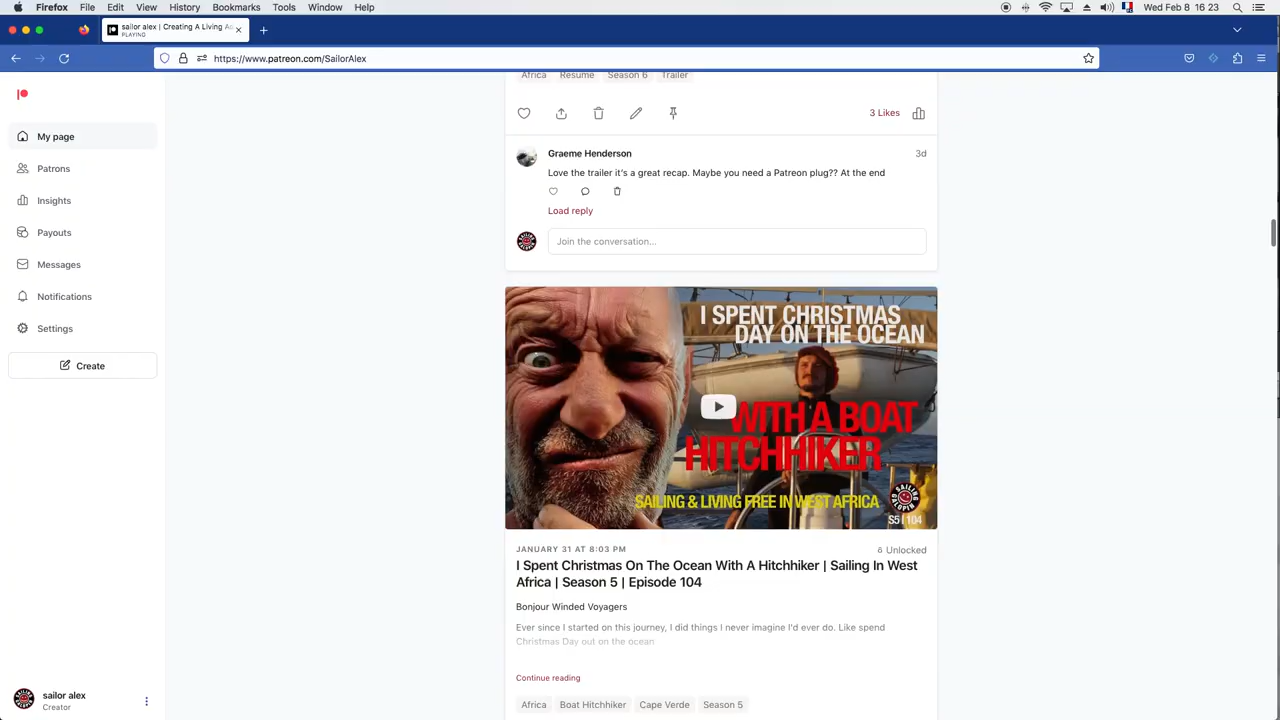 Firefox File Edit View History Bookmarks Tools Window Help Wed Feb 8 16 23
sailor alex | Creating A Living As
PLAYING
https://www.patreon.com/SailorAlex
Africa Resume Season 6 Trailer
My page
3 Likes
Patrons
Graeme Henderson 3d
Love the trailer it's a great recap. Maybe you need a Patreon plug?? At the end
Insights
Load reply
Payouts
Join the conversation...
Messages
Notifications
Settings
Create
I SPENT CHRISTMAS
DAY ON THE OCEAN
WITH A BOAT
HITCHHIKER
SAILING & LIVING FREE IN WEST AFRICA
SAILING GALOPIN
S5 | 104
JANUARY 31 AT 8:03 PM Unlocked
I Spent Christmas On The Ocean With A Hitchhiker | Sailing In West
Africa | Season 5 | Episode 104
Bonjour Winded Voyagers
Ever since I started on this journey, I did things I never imagine I'd ever do. Like spend
Christmas Day out on the ocean
Continue reading
Africa Boat Hitchhiker Cape Verde Season 5
sailor alex
Creator